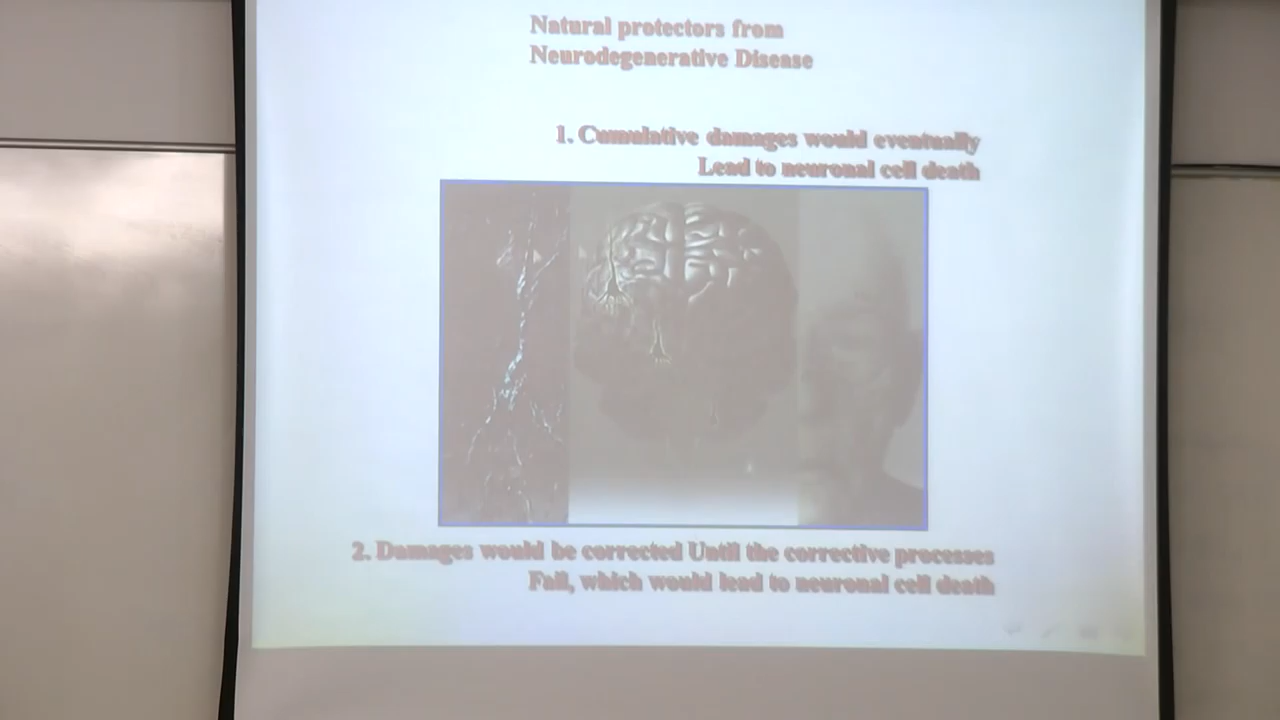 Natural protectors from
Neurodegenerative Disease
1. Cumulative damages would eventually
Lead to neuronal cell death
2. Damages would be corrected Until the corrective processes
Fail, which would lead to neuronal cell death